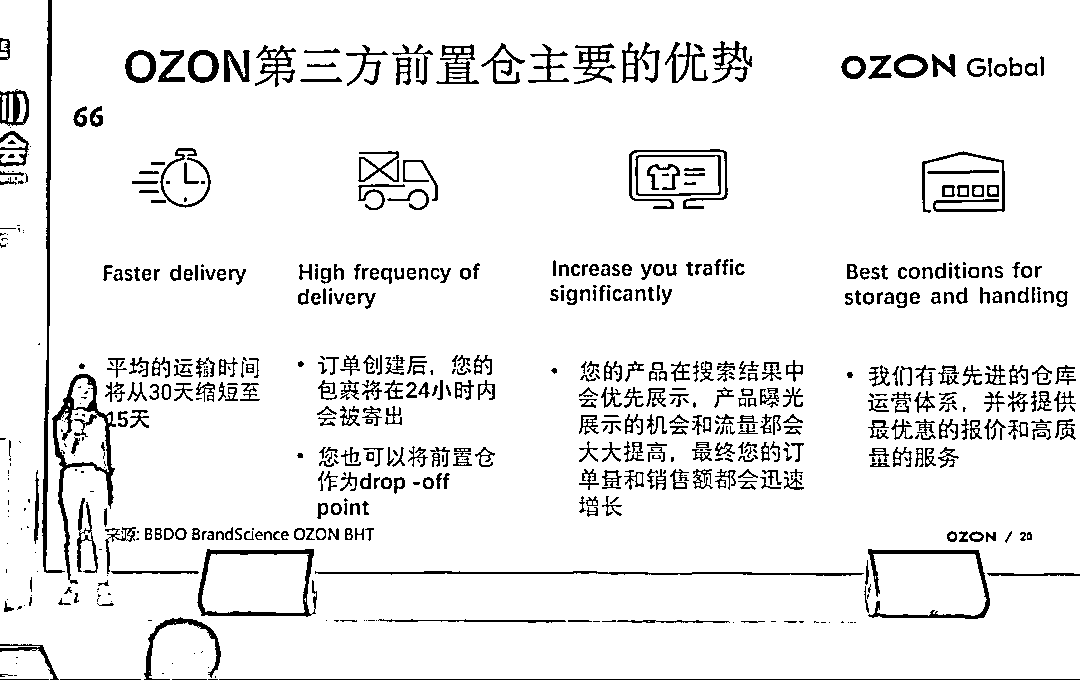 OZON第三方前置仓主要的优势
OZON Global
66
会
Faster delivery
High frequency of
delivery
Increase you traffic
significantly
Best conditions for
storage and handling
平均的运输时间
将从30天缩短至
15天
• 订单创建后，您的
包裹将在24小时内
会被寄出
• 您也可以将前置仓
作为drop -off
point
• 您的产品在搜索结果中
会优先展示，产品曝光
展示的机会和流量都会
大大提高，最终您的订
单量和销售额都会迅速
增长
• 我们有最先进的仓库
运营体系，并将提供
最优惠的报价和高质
量的服务
来源: BBDO BrandScience OZON BHT
OZON / 20